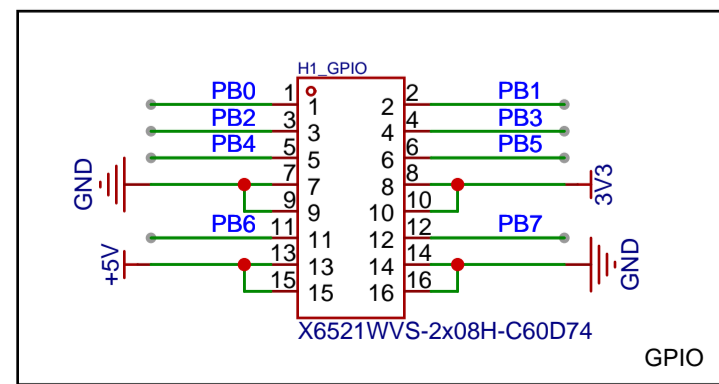 H1_GPIO
PB0 1 1 2 2 PB1
PB2 3 3 4 4 PB3
PB4 5 5 6 6 PB5
GND 7 7 8 8 3V3
9 9 10 10
PB6 11 11 12 12 PB7
+5V 13 13 14 14 GND
15 15 16 16
X6521WVS-2x08H-C60D74
GPIO